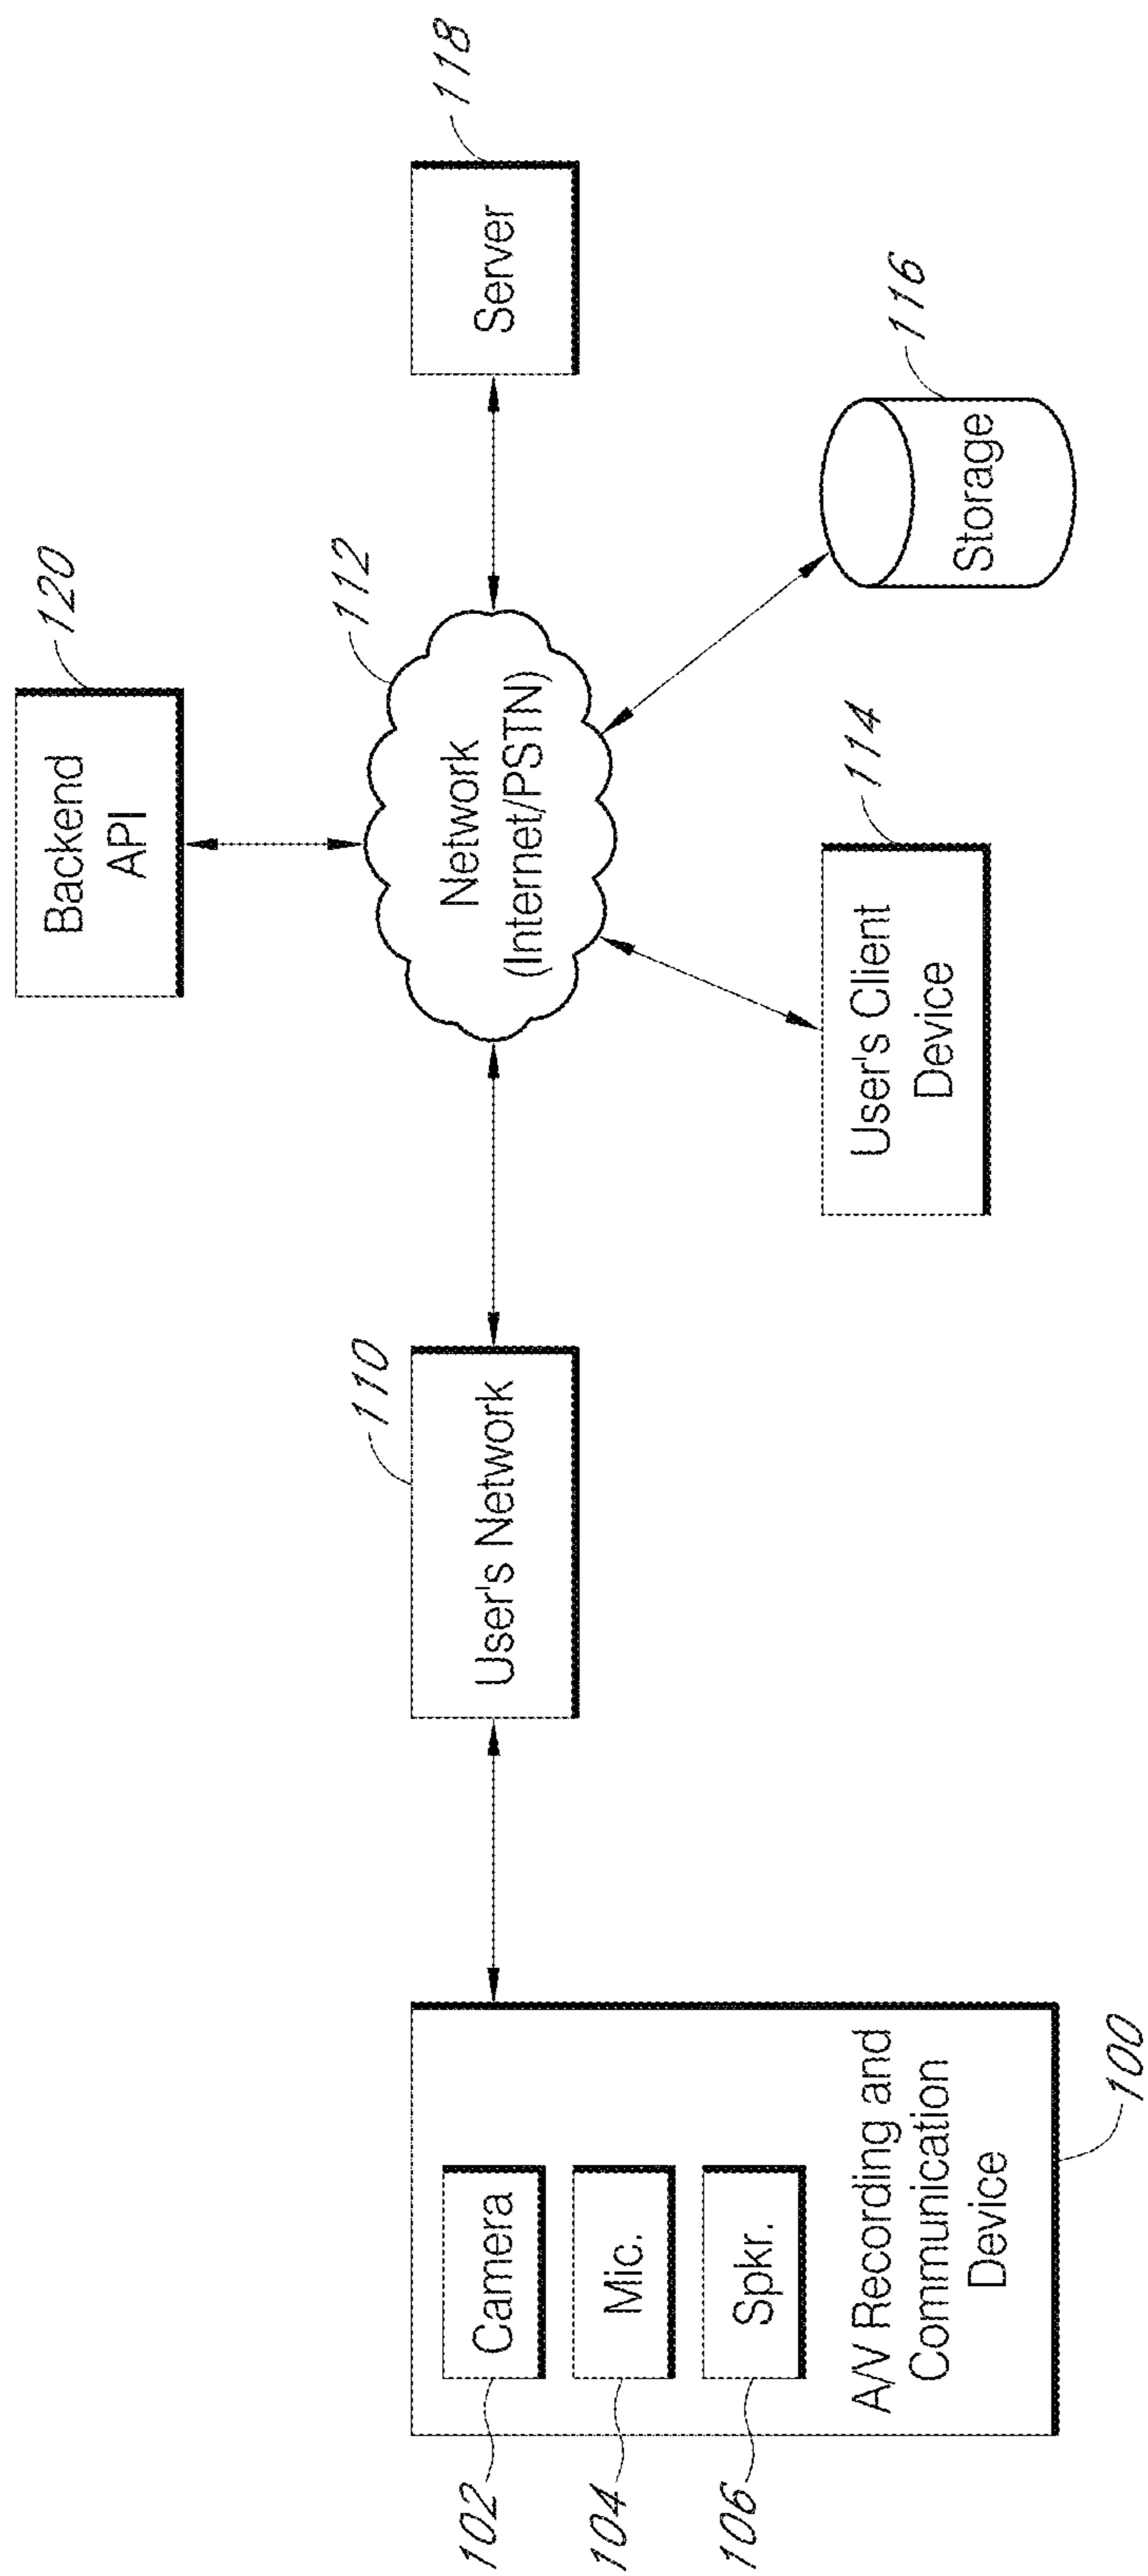 Backend
API
120
Network
(Internet/PSTN)
112
Server
118
User's Network
110
User's Client
Device
114
Storage
116
Camera
102
Mic.
104
Spkr.
106
A/V Recording and
Communication
Device
100